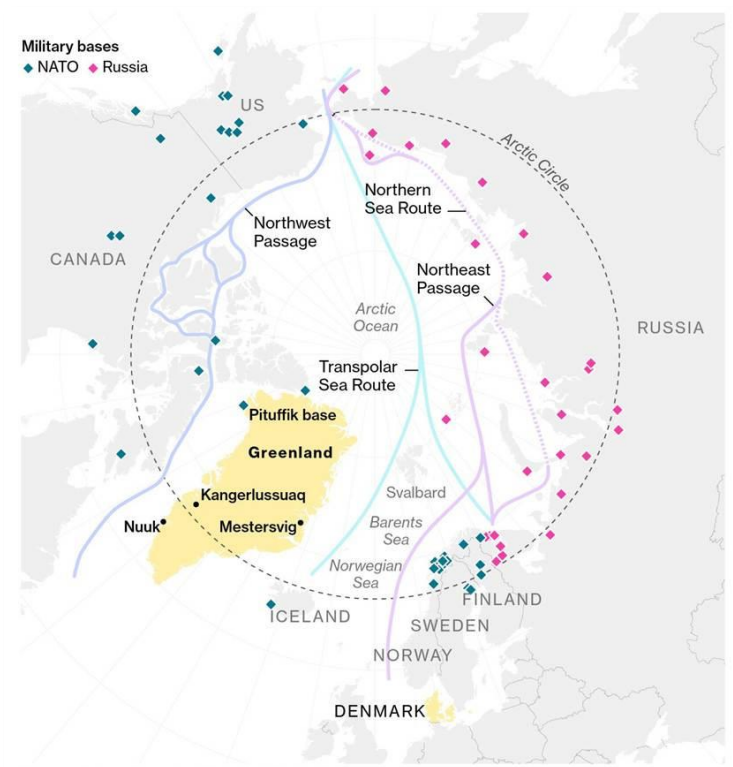 Military bases
NATO Russia
US
Arctic Circle
Northern
Sea Route
Northwest
Passage
CANADA
Northeast
Passage
Arctic
Ocean
RUSSIA
Transpolar
Sea Route
Pituffik base
Greenland
Kangerlussuaq
Svalbard
Nuuk
Mestersvig
Barents
Sea
Norwegian
Sea
ICELAND
FINLAND
SWEDEN
NORWAY
DENMARK